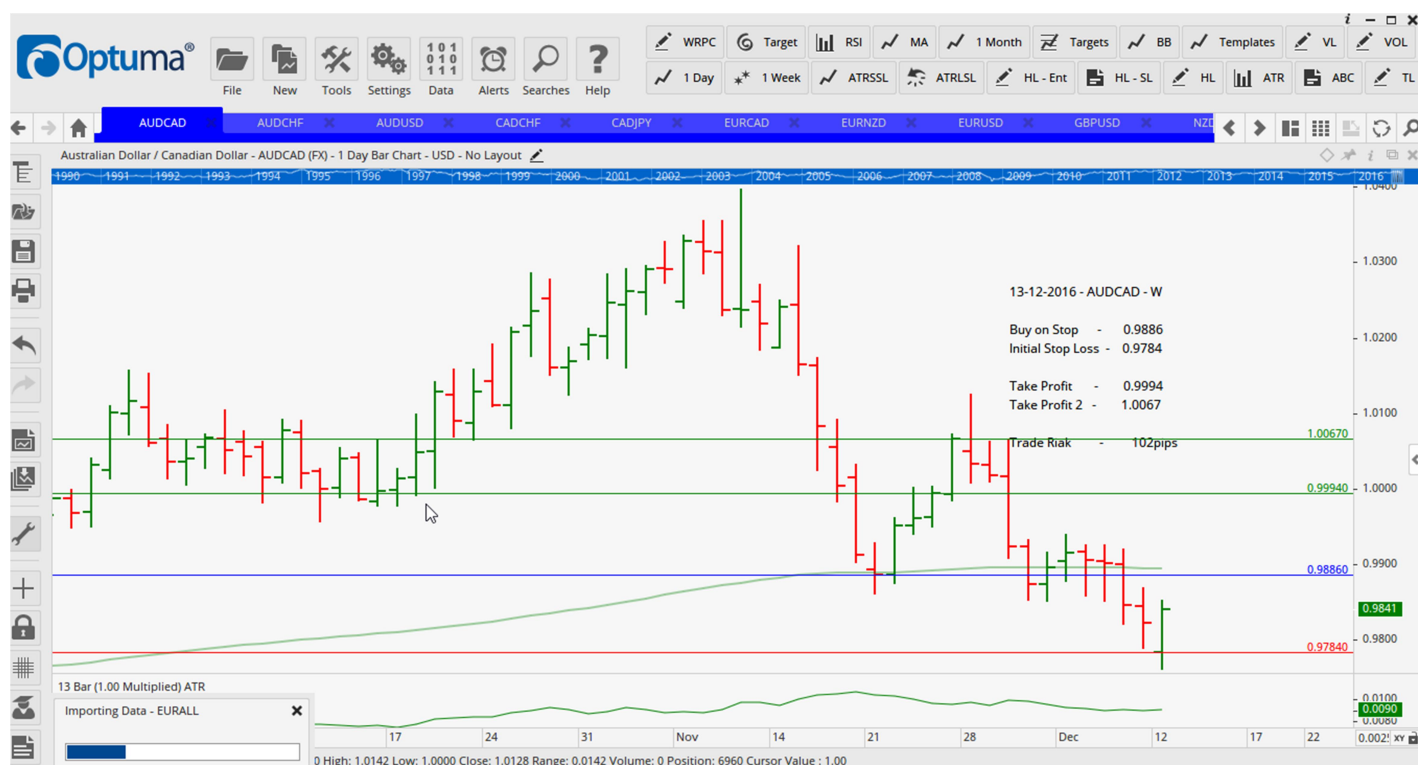 Optuma®
File New Tools Settings Data Alerts Searches Help
WRPC Target RSI MA 1 Month Targets BB Templates VL VOL
1 Day 1 Week ATRSSL ATRLSL HL - Ent HL - SL HL ATR ABC TL
AUDCAD AUDCHF AUDUSD CADCHF CADJPY EURCAD EURNZD EURUSD GBPUSD NZD
Australian Dollar / Canadian Dollar - AUDCAD (FX) - 1 Day Bar Chart - USD - No Layout
1990 1991 1992 1993 1994 1995 1996 1997 1998 1999 2000 2001 2002 2003 2004 2005 2006 2007 2008 2009 2010 2011 2012 2013 2014 2015 2016
1.0400
1.0300
13-12-2016 - AUDCAD - W
Buy on Stop - 0.9886
1.0200
Initial Stop Loss - 0.9784
Take Profit - 0.9994
Take Profit 2 - 1.0067
1.0100
1.00670
Trade Riak - 102pips
0.99940
1.0000
0.9900
0.98860
0.9841
0.9800
0.97840
13 Bar (1.00 Multiplied) ATR
0.0100
0.0090
0.0080
Importing Data - EURALL
17 24 31 Nov 14 21 28 Dec 12 17 22
XY
0 High: 1.0142 Low: 1.0000 Close: 1.0128 Range: 0.0142 Volume: 0 Position: 6960 Cursor Value : 1.00